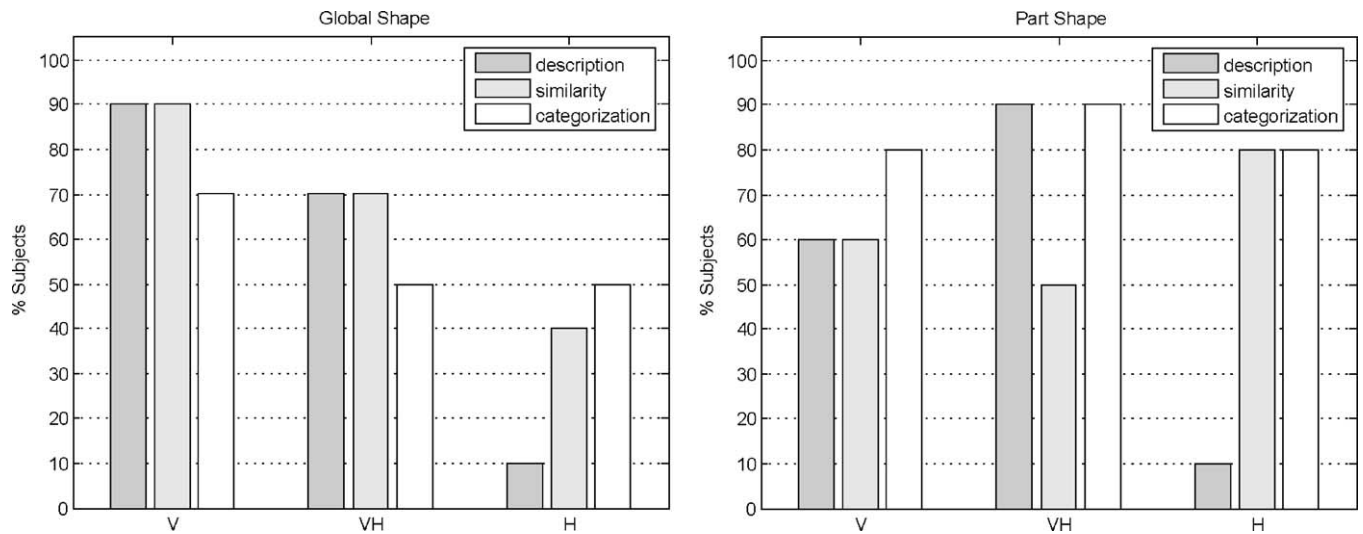 Global Shape
% Subjects
100
90
80
70
60
50
40
30
20
10
0
V VH H
description
similarity
categorization
Part Shape
% Subjects
100
90
80
70
60
50
40
30
20
10
0
V VH H
description
similarity
categorization